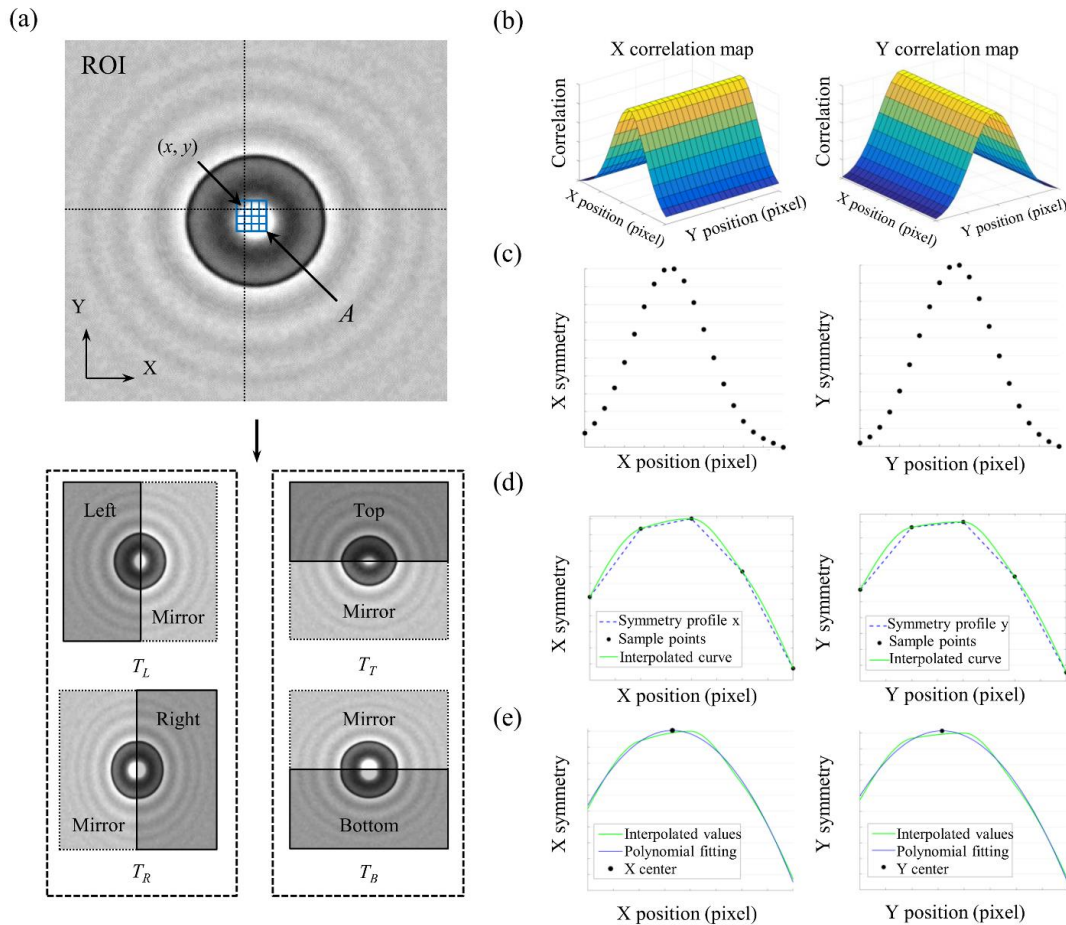 (a)
ROI
(x, y)
A
Y
X
Left
Mirror
T_L
Top
Mirror
T_T
Right
Mirror
T_R
Mirror
Bottom
T_B
(b)
X correlation map
Correlation
X position (pixel)
Y position (pixel)
Y correlation map
Correlation
X position (pixel)
Y position (pixel)
(c)
X symmetry
X position (pixel)
Y symmetry
Y position (pixel)
(d)
X symmetry
Symmetry profile x
Sample points
Interpolated curve
X position (pixel)
Y symmetry
Symmetry profile y
Sample points
Interpolated curve
Y position (pixel)
(e)
X symmetry
Interpolated values
Polynomial fitting
X center
X position (pixel)
Y symmetry
Interpolated values
Polynomial fitting
Y center
Y position (pixel)